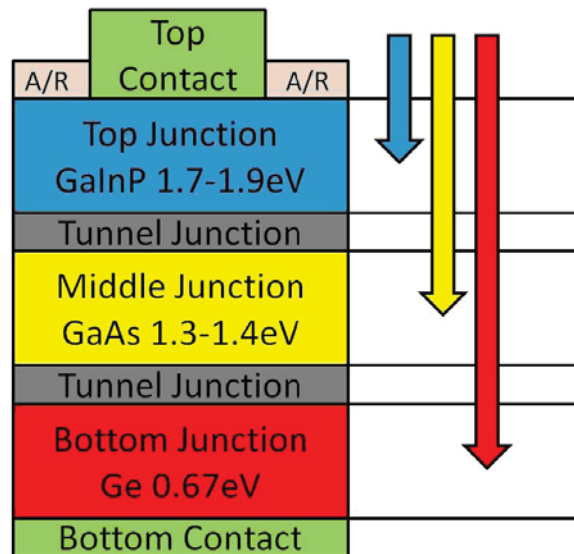 Top
Contact
A/R
A/R
Top Junction
GaInP 1.7-1.9eV
Tunnel Junction
Middle Junction
GaAs 1.3-1.4eV
Tunnel Junction
Bottom Junction
Ge 0.67eV
Bottom Contact